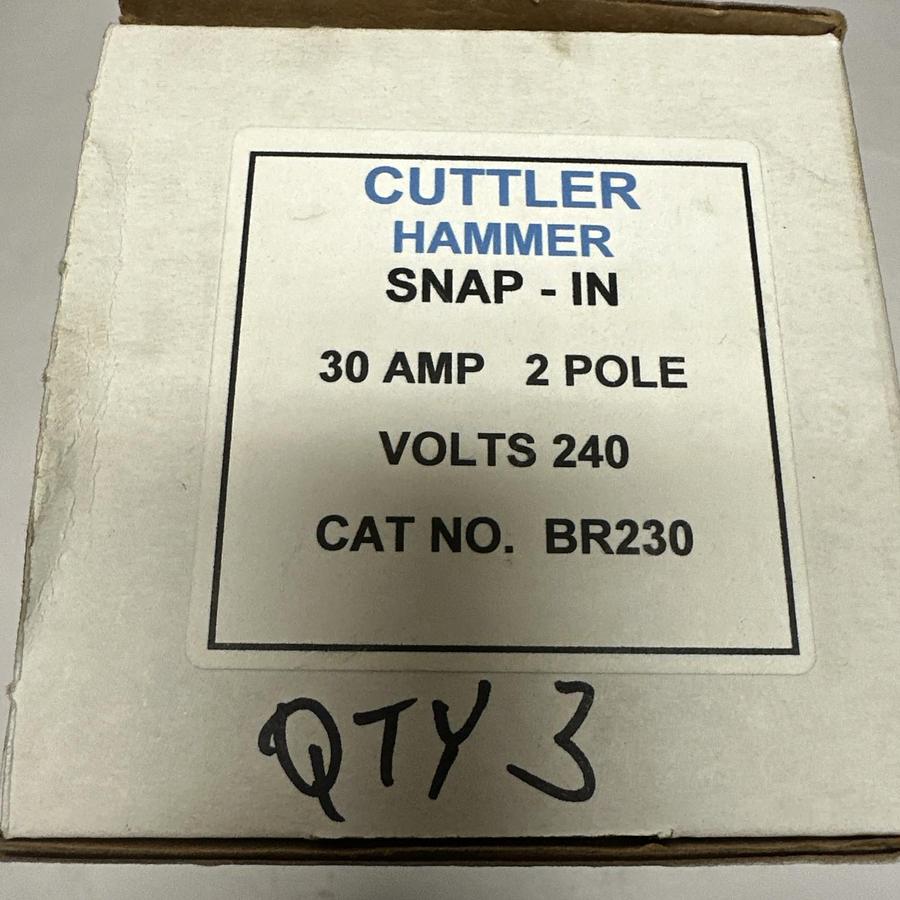 CUTTLER
HAMMER
SNAP - IN
30 AMP 2 POLE
VOLTS 240
CAT NO. BR230
QTY 3